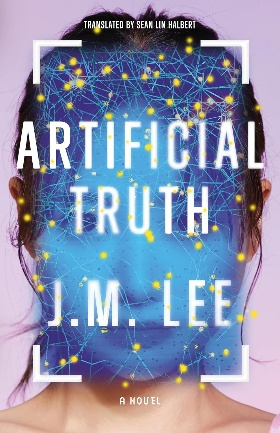 TRANSLATED BY SEAN LIN HALBERT
ARTIFICIAL
TRUTH
J.M. LEE
A NOVEL